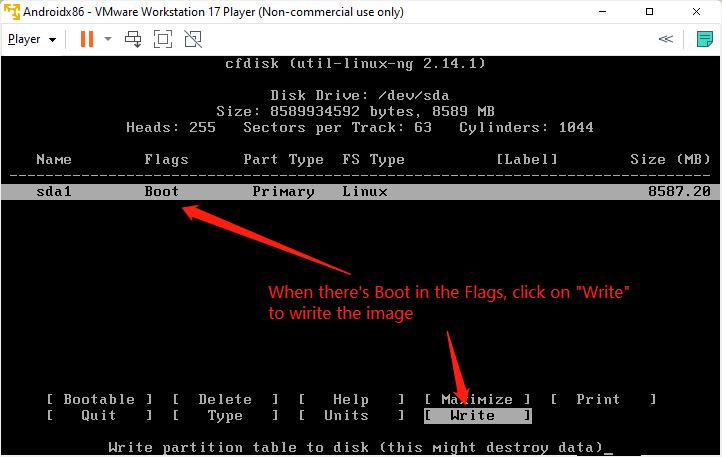 Androidx86 - VMware Workstation 17 Player (Non-commercial use only)
Player
cfdisk (util-linux-ng 2.14.1)
Disk Drive: /dev/sda
Size: 8589934592 bytes, 8589 MB
Heads: 255 Sectors per Track: 63 Cylinders: 1044
Name Flags Part Type FS Type [Label] Size (MB)
sda1 Boot Primary Linux 8587.20
When there's Boot in the Flags, click on "Write"
to wirite the image
[ Bootable ] [ Delete ] [ Help ] [ Maximize ] [ Print ]
[ Quit ] [ Type ] [ Units ] [ Write ]
Write partition table to disk (this might destroy data)_